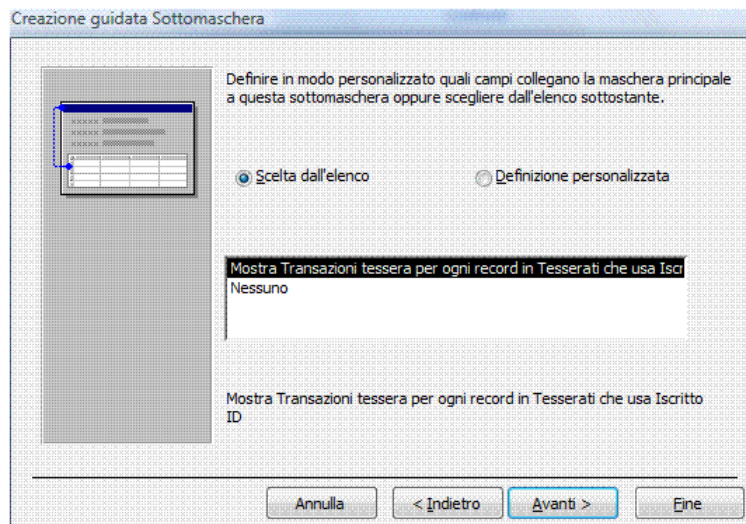 Creazione guidata Sottomaschera
Definire in modo personalizzato quali campi collegano la maschera principale
a questa sottomaschera oppure scegliere dall'elenco sottostante.
Scelta dall'elenco
Definizione personalizzata
Mostra Transazioni tessera per ogni record in Tesserati che usa Iscr
Nessuno
Mostra Transazioni tessera per ogni record in Tesserati che usa Iscritto
ID
Annulla
< Indietro
Avanti >
Fine